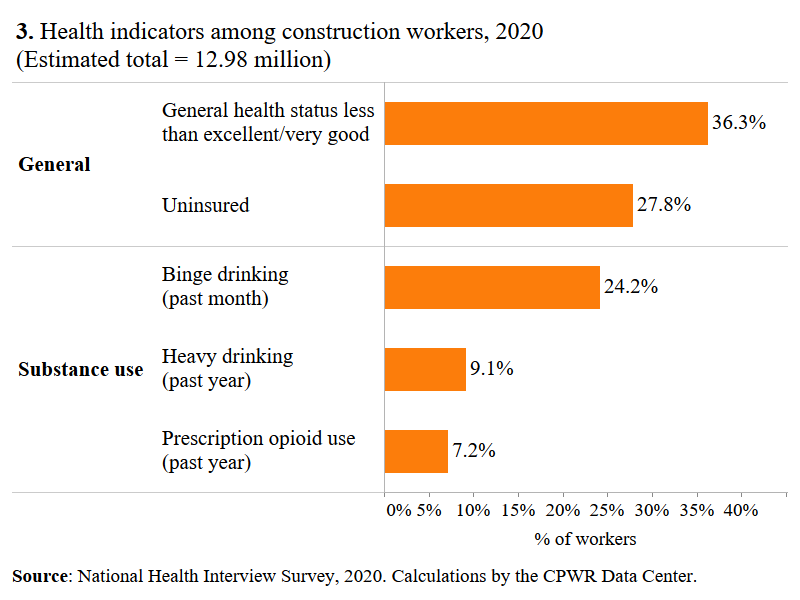 3. Health indicators among construction workers, 2020
(Estimated total = 12.98 million)
General
General health status less
than excellent/very good
36.3%
Uninsured
27.8%
Substance use
Binge drinking
(past month)
24.2%
Heavy drinking
(past year)
9.1%
Prescription opioid use
(past year)
7.2%
0% 5% 10% 15% 20% 25% 30% 35% 40%
% of workers
Source: National Health Interview Survey, 2020. Calculations by the CPWR Data Center.